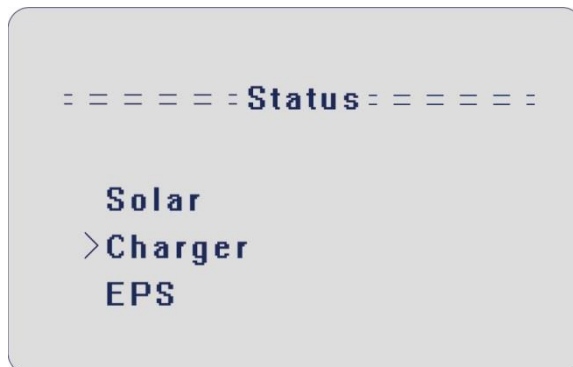 = = = = = =Status= = = = = =
Solar
>Charger
EPS